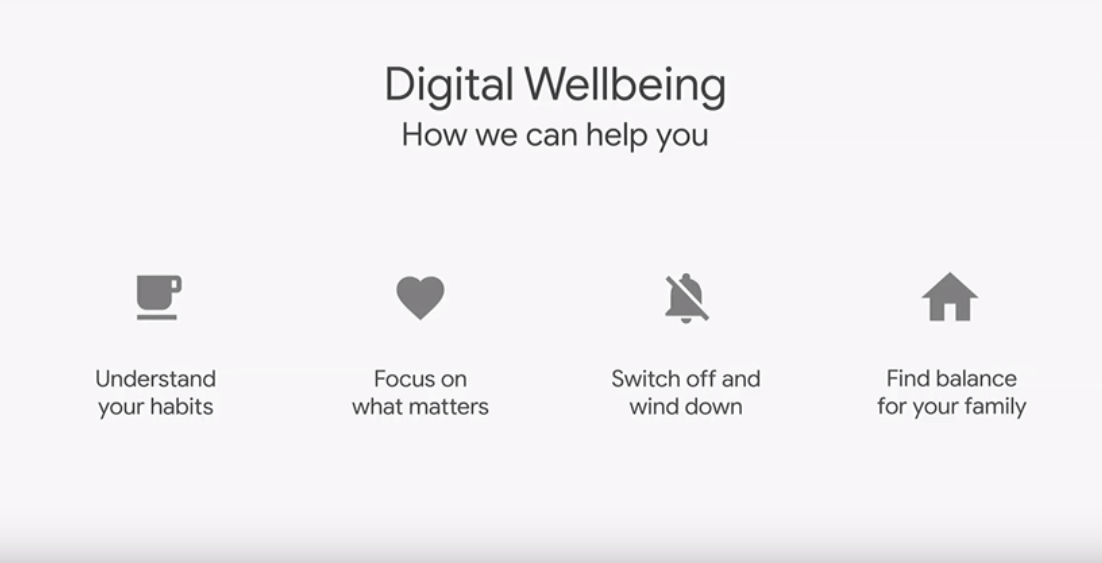 Digital Wellbeing
How we can help you
Understand
your habits
Focus on
what matters
Switch off and
wind down
Find balance
for your family